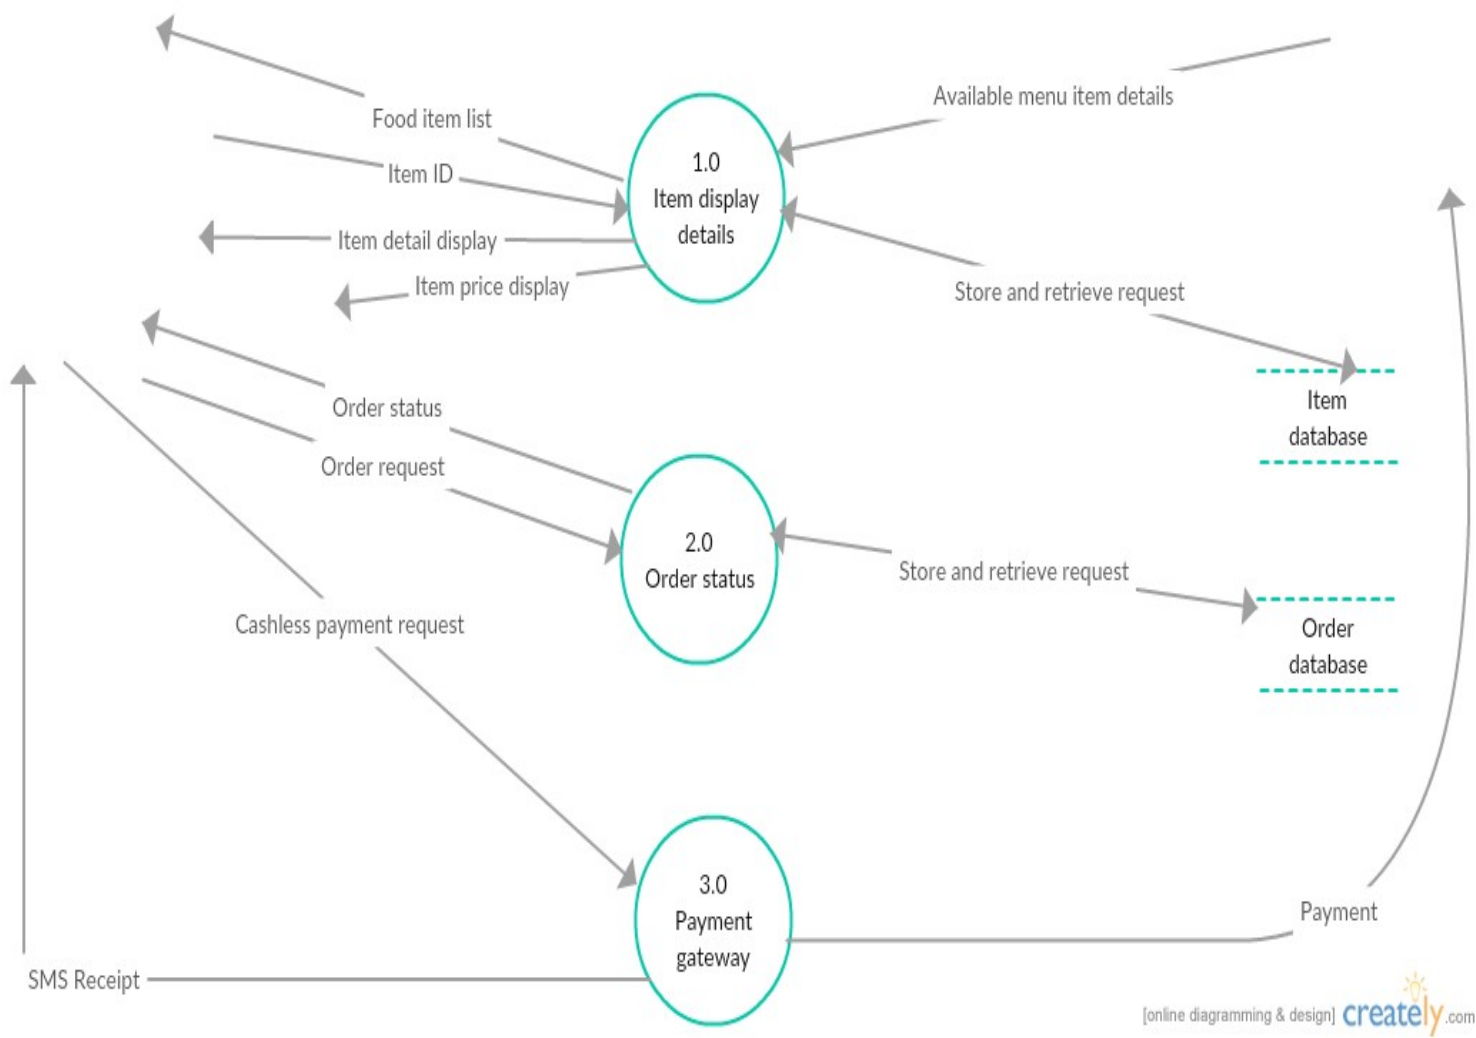 Available menu item details
Food item list
Item ID
1.0
Item display
details
Item detail display
Item price display
Store and retrieve request
Order status
Item
database
Order request
2.0
Order status
Store and retrieve request
Cashless payment request
Order
database
3.0
Payment
gateway
Payment
SMS Receipt
[online diagramming & design] creately.com